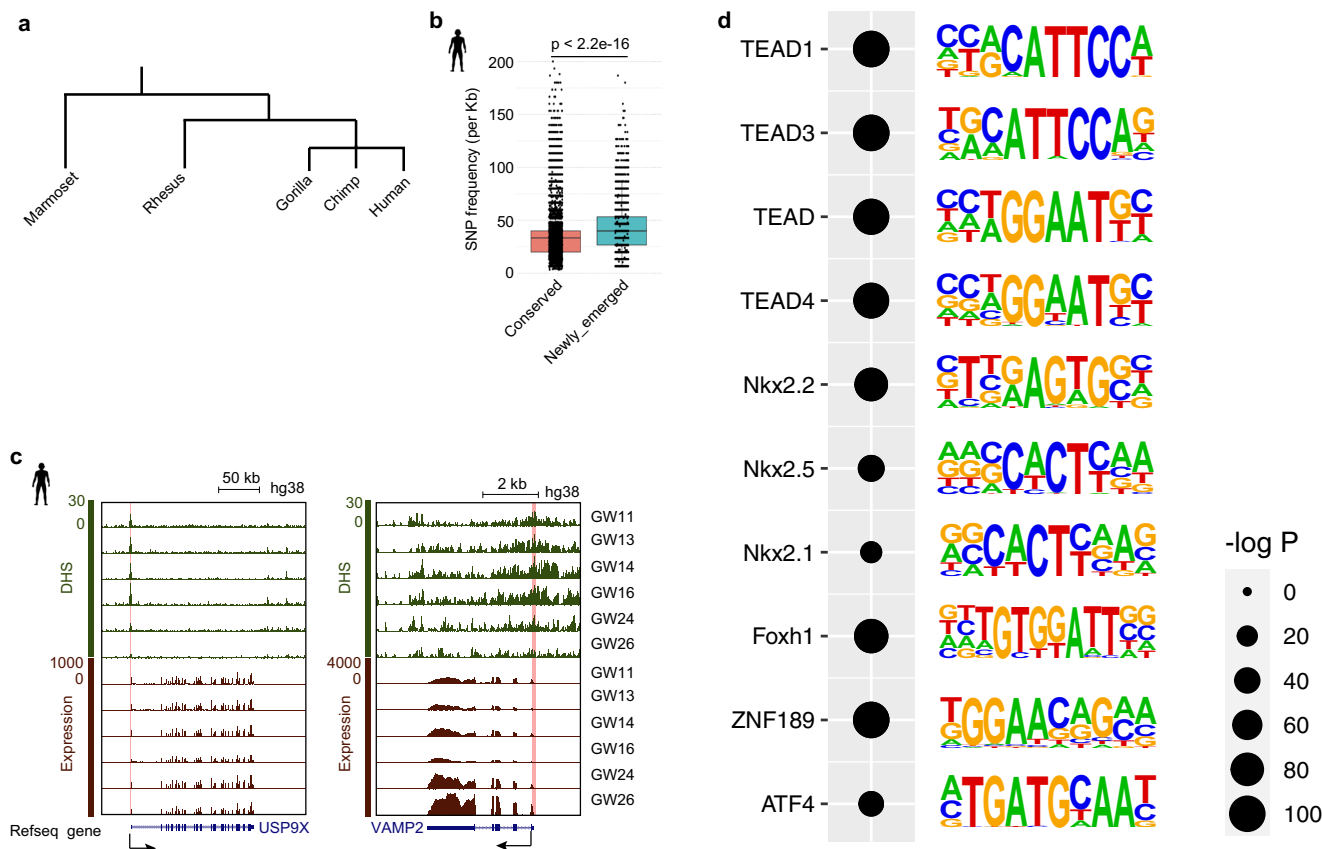 a
Marmoset
Rhesus
Gorilla
Chimp
Human
b
p < 2.2e-16
SNP frequency (per Kb)
200
150
100
50
0
Conserved
Newly_emerged
c
50 kb
hg38
2 kb
hg38
30
0
DHS
1000
0
Expression
30
0
DHS
4000
0
Expression
GW11
GW13
GW14
GW16
GW24
GW26
GW11
GW13
GW14
GW16
GW24
GW26
Refseq gene
USP9X
VAMP2
d
TEAD1
TEAD3
TEAD
TEAD4
Nkx2.2
Nkx2.5
Nkx2.1
Foxh1
ZNF189
ATF4
-log P
0
20
40
60
80
100